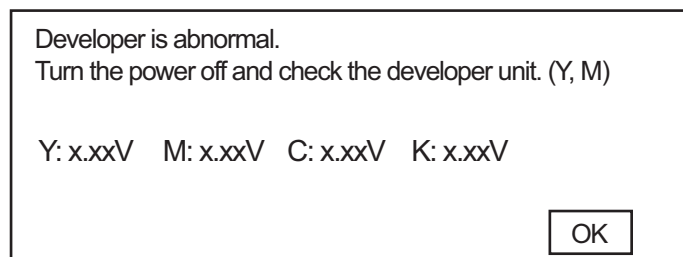 Developer is abnormal.
Turn the power off and check the developer unit. (Y, M)
Y: x.xxV M: x.xxV C: x.xxV K: x.xxV
OK